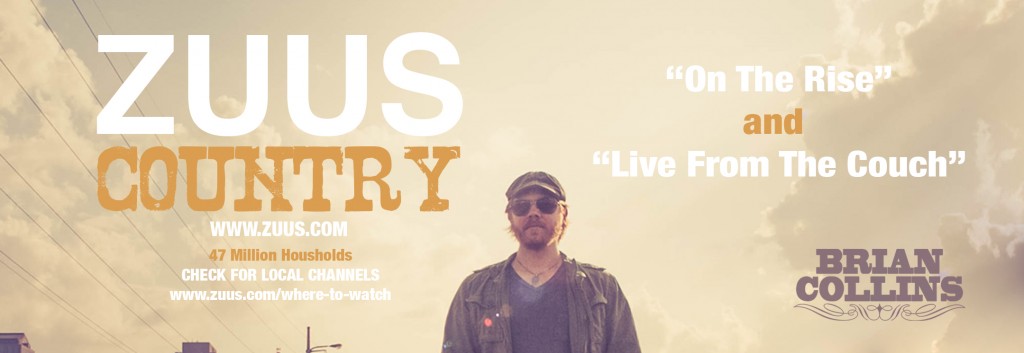 ZUUS
COUNTRY
WWW.ZUUS.COM
47 Million Housholds
CHECK FOR LOCAL CHANNELS
www.zuus.com/where-to-watch
“On The Rise”
and
“Live From The Couch”
BRIAN
COLLINS